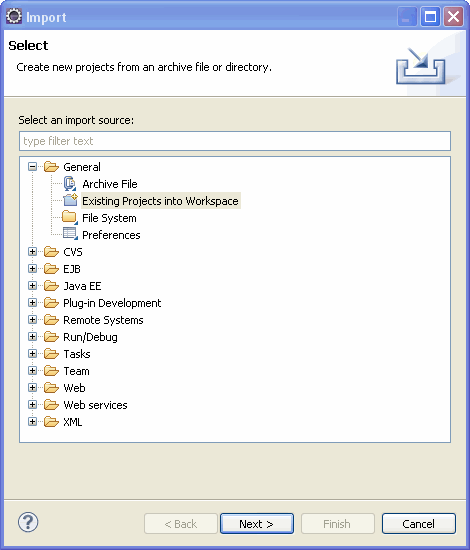 Import
Select
Create new projects from an archive file or directory.
Select an import source:
type filter text
General
Archive File
Existing Projects into Workspace
File System
Preferences
CVS
EJB
Java EE
Plug-in Development
Remote Systems
Run/Debug
Tasks
Team
Web
Web services
XML
? < Back Next > Finish Cancel